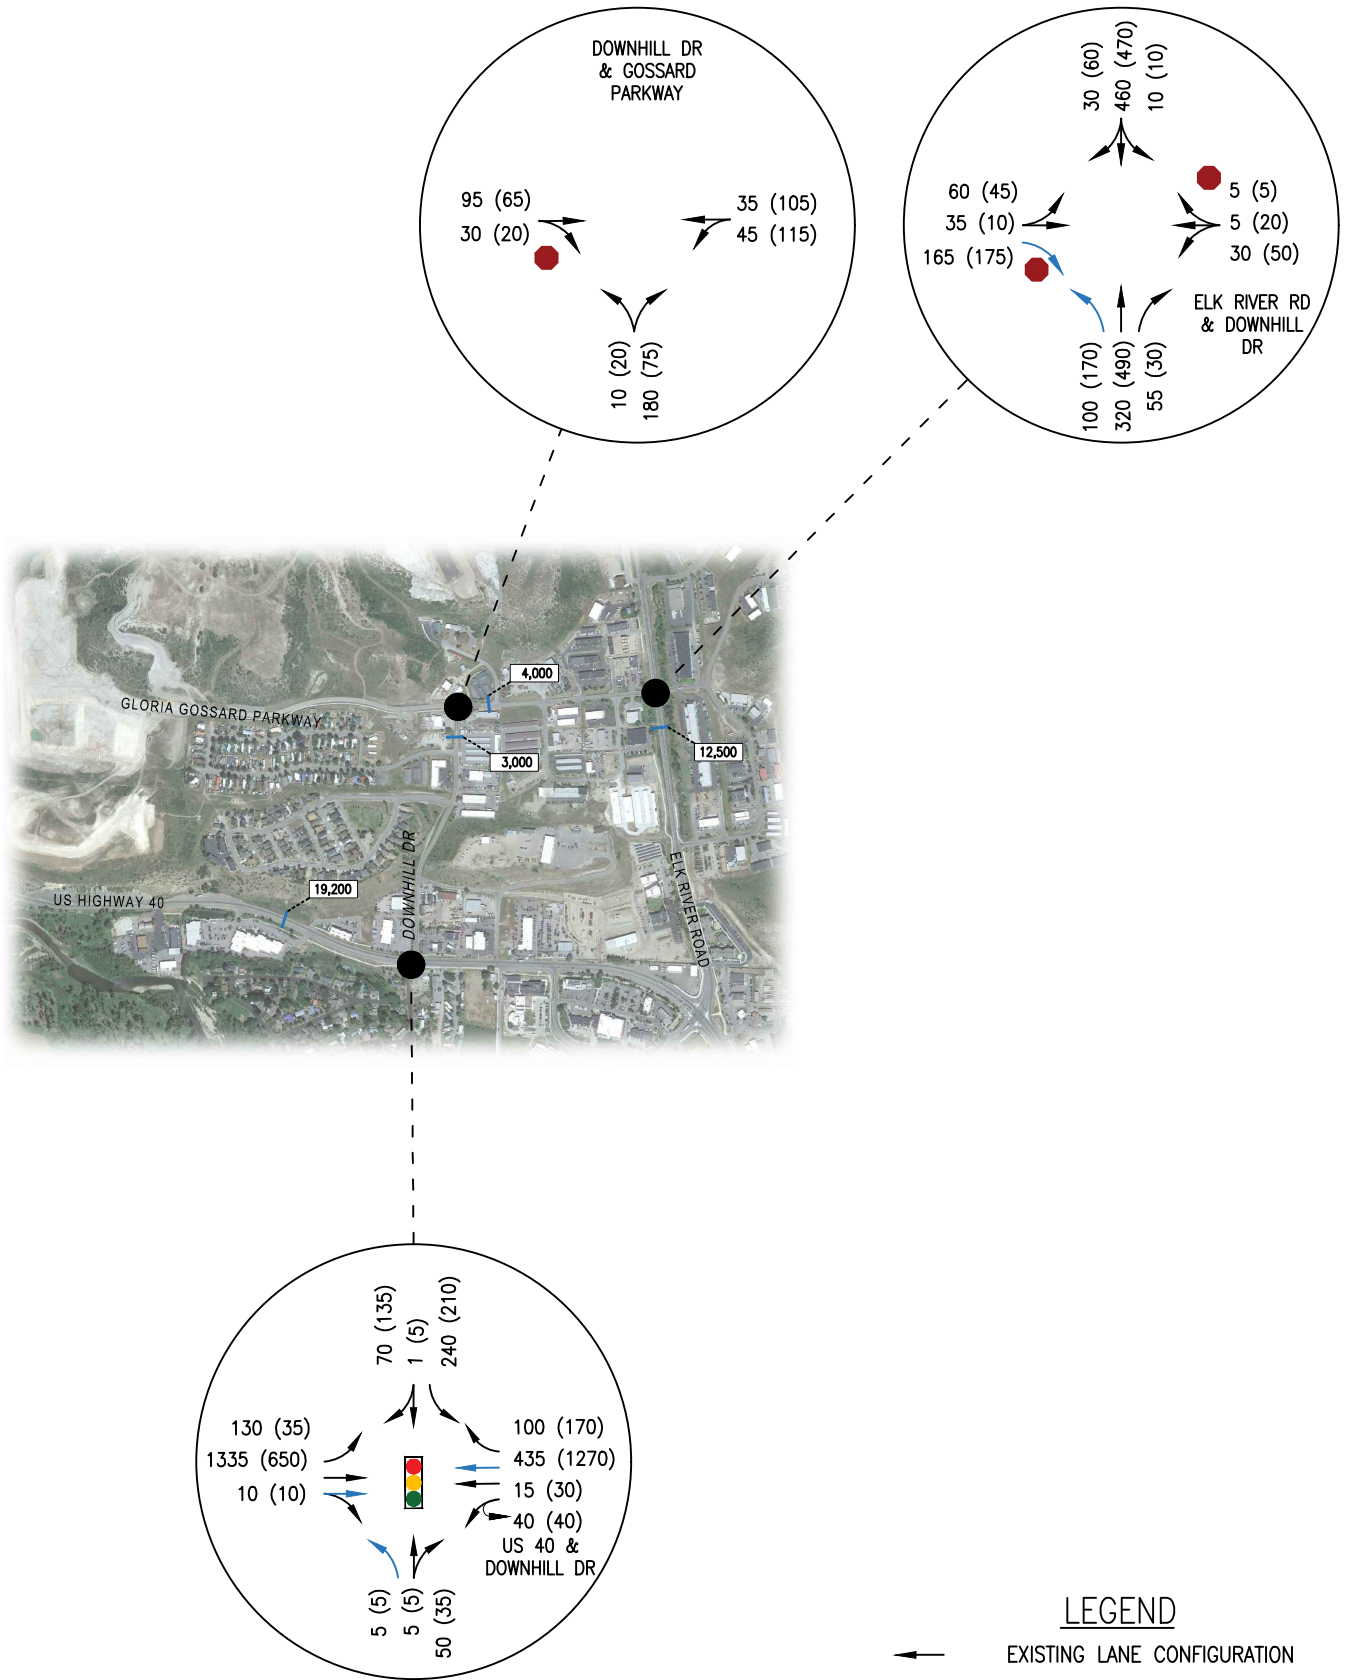 DOWNHILL DR
& GOSSARD
PARKWAY
95 (65)
30 (20)
35 (105)
45 (115)
10 (20)
180 (75)
30 (60)
460 (470)
10 (10)
60 (45)
35 (10)
165 (175)
5 (5)
5 (20)
30 (50)
ELK RIVER RD
& DOWNHILL
DR
100 (170)
320 (490)
55 (30)
4,000
GLORIA GOSSARD PARKWAY
3,000
12,500
DOWNHILL DR
ELK RIVER ROAD
19,200
US HIGHWAY 40
70 (135)
1 (5)
240 (210)
130 (35)
1335 (650)
10 (10)
100 (170)
435 (1270)
15 (30)
40 (40)
US 40 &
DOWNHILL DR
5 (5)
5 (5)
50 (35)
LEGEND
EXISTING LANE CONFIGURATION